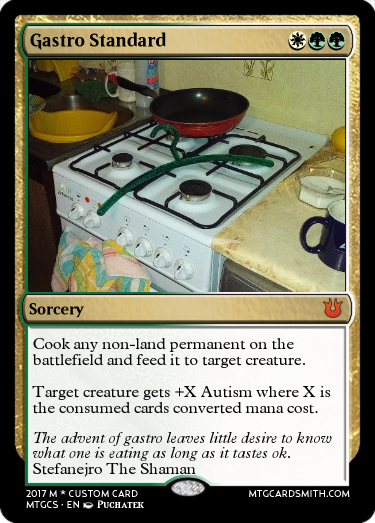 Gastro Standard
Sorcery
Cook any non-land permanent on the
battlefield and feed it to target creature.
Target creature gets +X Autism where X is
the consumed cards converted mana cost.
The advent of gastro leaves little desire to know
what one is eating as long as it tastes ok.
Stefanejro The Shaman
2017 M * CUSTOM CARD
MTGCARDSMITH.COM
MTGCS · EN PUCHATEK